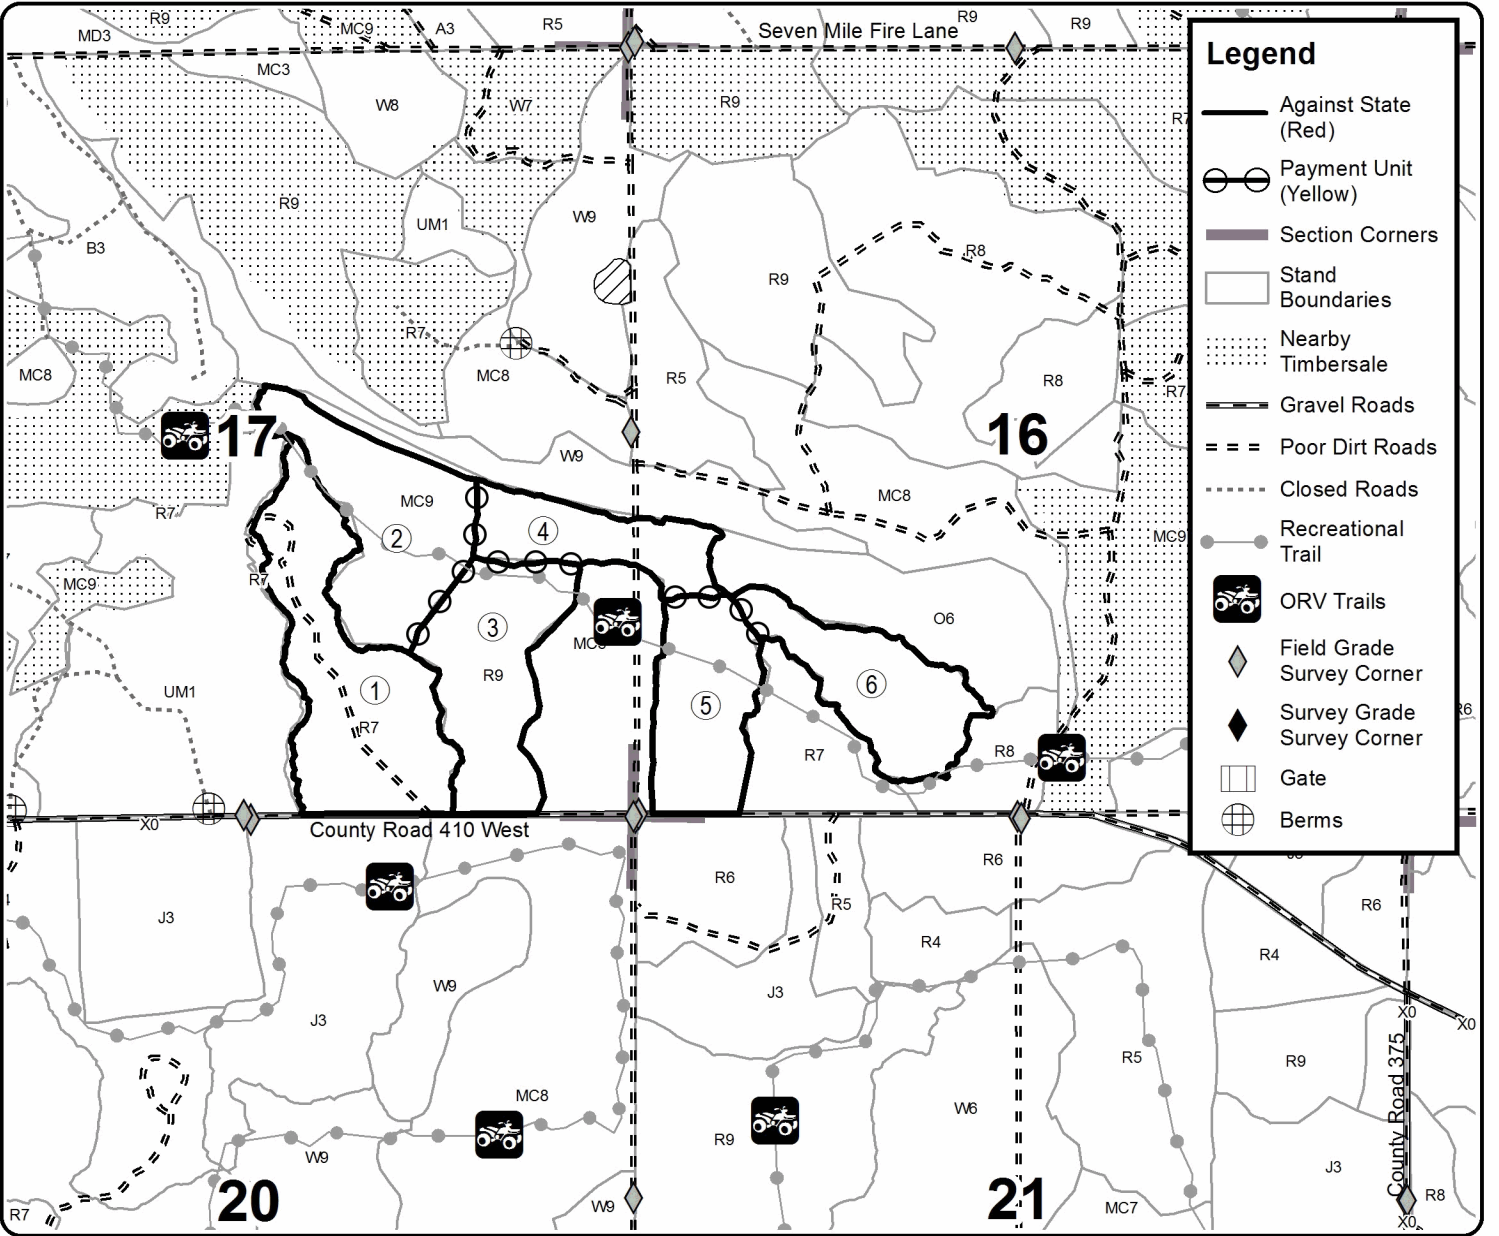 R9
MC9
A3
R5
R9
R9
MD3
Seven Mile Fire Lane
MC3
W8
W7
R9
R9
UM1
W9
B3
R9
R8
R7
MC8
MC8
R5
R8
17
16
W9
MC9
MC8
R7
2
4
MC9
R7
3
O6
R9
UM1
1
R7
5
6
R7
R8
X0
County Road 410 West
R6
R6
J3
R5
R4
R6
R4
W9
J3
J3
X0
X0
R5
R9
MC8
W6
County Road 375
R9
W9
J3
20
21
W9
MC7
R8
R7
X0
Legend
Against State
(Red)
Payment Unit
(Yellow)
Section Corners
Stand
Boundaries
Nearby
Timbersale
Gravel Roads
Poor Dirt Roads
Closed Roads
Recreational
Trail
ORV Trails
Field Grade
Survey Corner
Survey Grade
Survey Corner
Gate
Berms